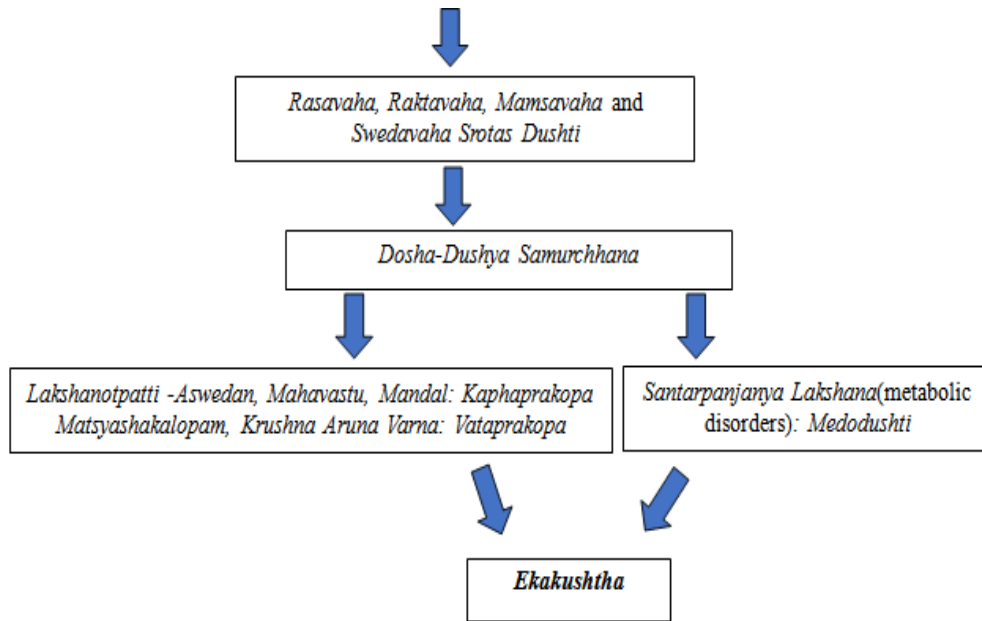 Rasavaha, Raktavaha, Mamsavaha and
Swedavaha Srotas Dushti
Dosha-Dushya Samurchhana
Lakshanotpatti -Aswedan, Mahavastu, Mandal: Kaphaprakopa
Matsyashakalopam, Krushna Aruna Varna: Vataprakopa
Santarpanjanya Lakshana(metabolic
disorders): Medodushti
Ekakushtha